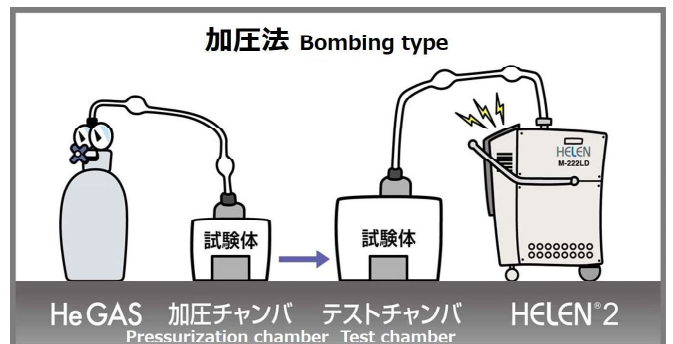 加圧法 Bombing type
HELEN
M-222LD
試験体
試験体
He GAS 加圧チャンバ テストチャンバ HELEN®2
Pressurization chamber Test chamber